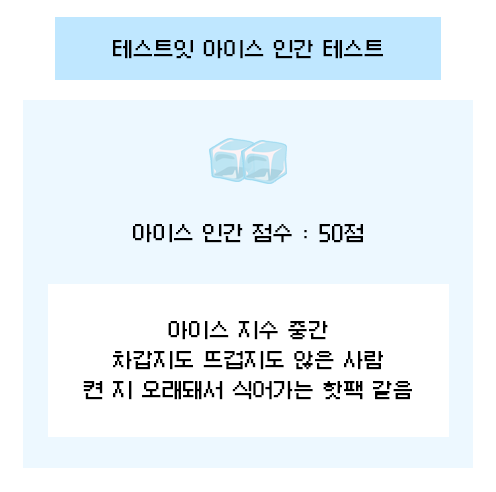 테스트잇 아이스 인간 테스트
아이스 인간 점수 : 50점
아이스 지수 중간
차갑지도 뜨겁지도 않은 사람
켠 지 오래돼서 식어가는 핫팩 같음